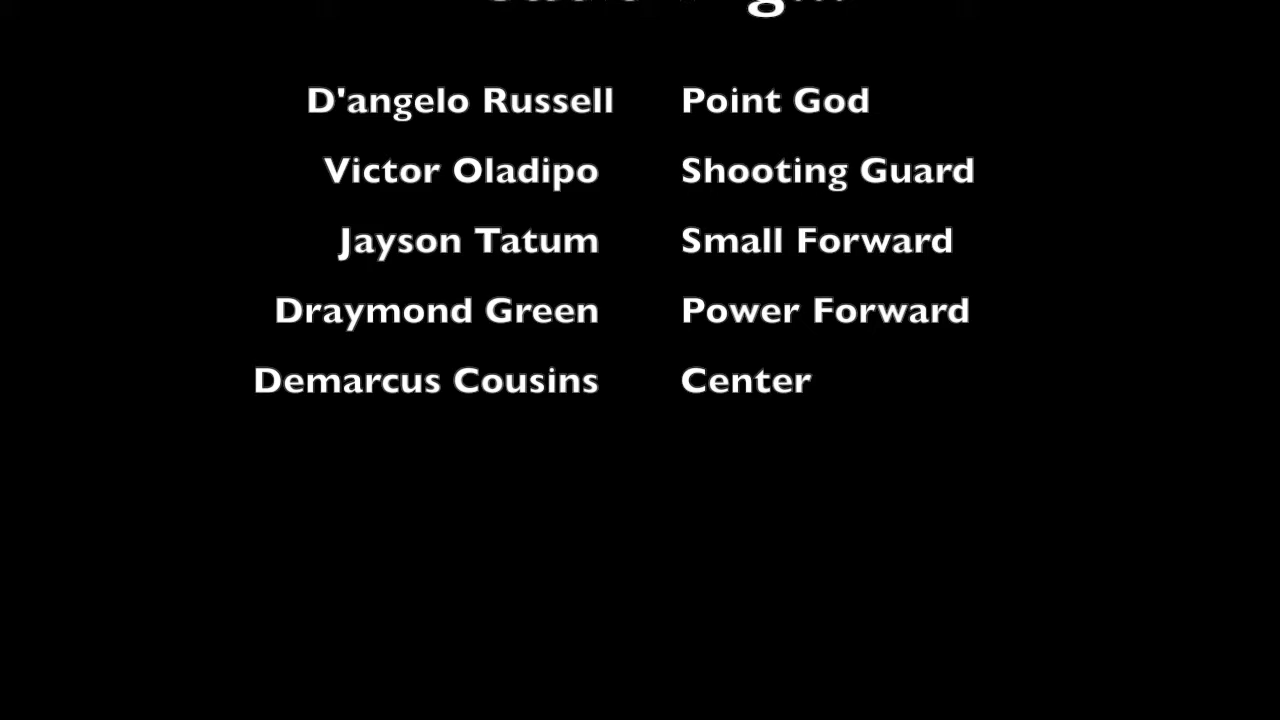 D'angelo Russell Point God
Victor Oladipo Shooting Guard
Jayson Tatum Small Forward
Draymond Green Power Forward
Demarcus Cousins Center